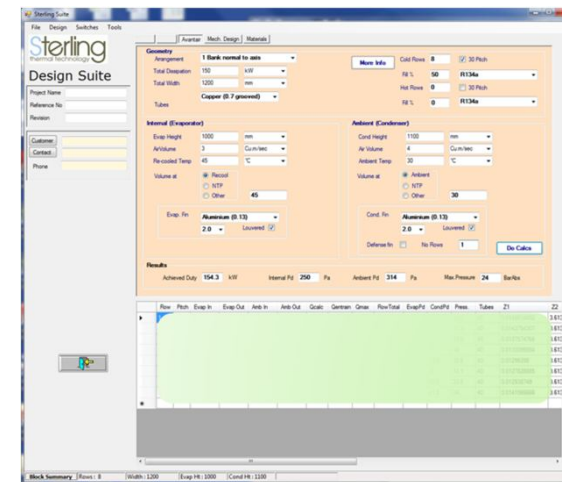 Sterling Suite
File Design Switches Tools
Sterling
thermal technology
Design Suite
Project Name
Reference No
Revision
Customer
Contact
Phone
Avantair Mech. Design Materials
Geometry
Arrangement 1 Bank normal to axis
Total Dissipation 150 kW
Total Width 1200 mm
Tubes Copper (0.7 grooved)
More Info
Cold Rows 8 30 Pitch
Fill % 50 R134a
Hot Rows 0 30 Pitch
Fill % 0 R134a
Internal (Evaporator)
Evap Height 1000 mm
AirVolume 3 Cu.m/sec
Re-cooled Temp 45 °C
Volume at Recool
NTP
Other 45
Evap. Fin Aluminium (0.13)
2.0 Louvered
Ambient (Condenser)
Cond Height 1100 mm
Air Volume 4 Cu.m/sec
Ambient Temp 30 °C
Volume at Ambient
NTP
Other 30
Cond. Fin Aluminium (0.13)
2.0 Louvered
Defense fin No Rows 1 Do Calcs
Results
Achieved Duty 154.3 kW Internal Pd 250 Pa Ambient Pd 314 Pa Max.Pressure 24 BarAbs
Row Pitch Evap In Evap Out Amb In Amb Out Qcalc Gentrain Qmax RowTotal EvapPd CondPd Press. Tubes Z1 Z2
Block Summary Rows : 8 Width : 1200 Evap Ht : 1000 Cond Ht : 1100